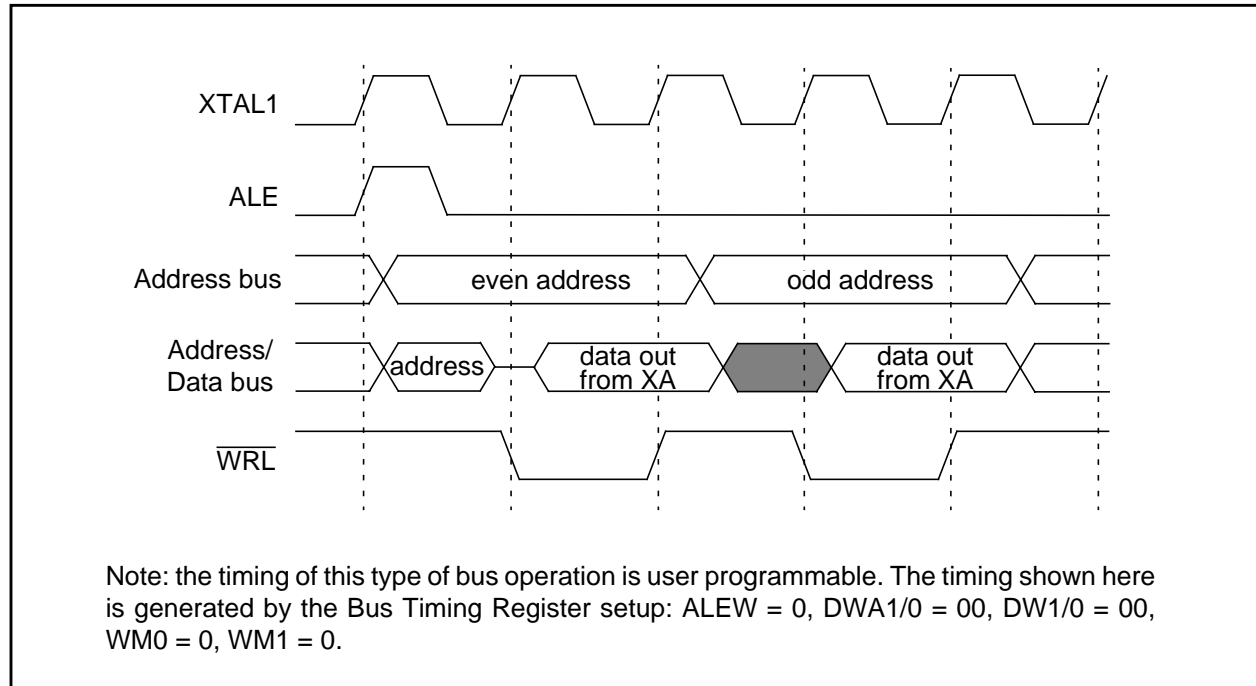 XTAL1
ALE
Address bus
even address
odd address
Address/
Data bus
address
data out
from XA
data out
from XA
WRL
Note: the timing of this type of bus operation is user programmable. The timing shown here
is generated by the Bus Timing Register setup: ALEW = 0, DWA1/0 = 00, DW1/0 = 00,
WM0 = 0, WM1 = 0.